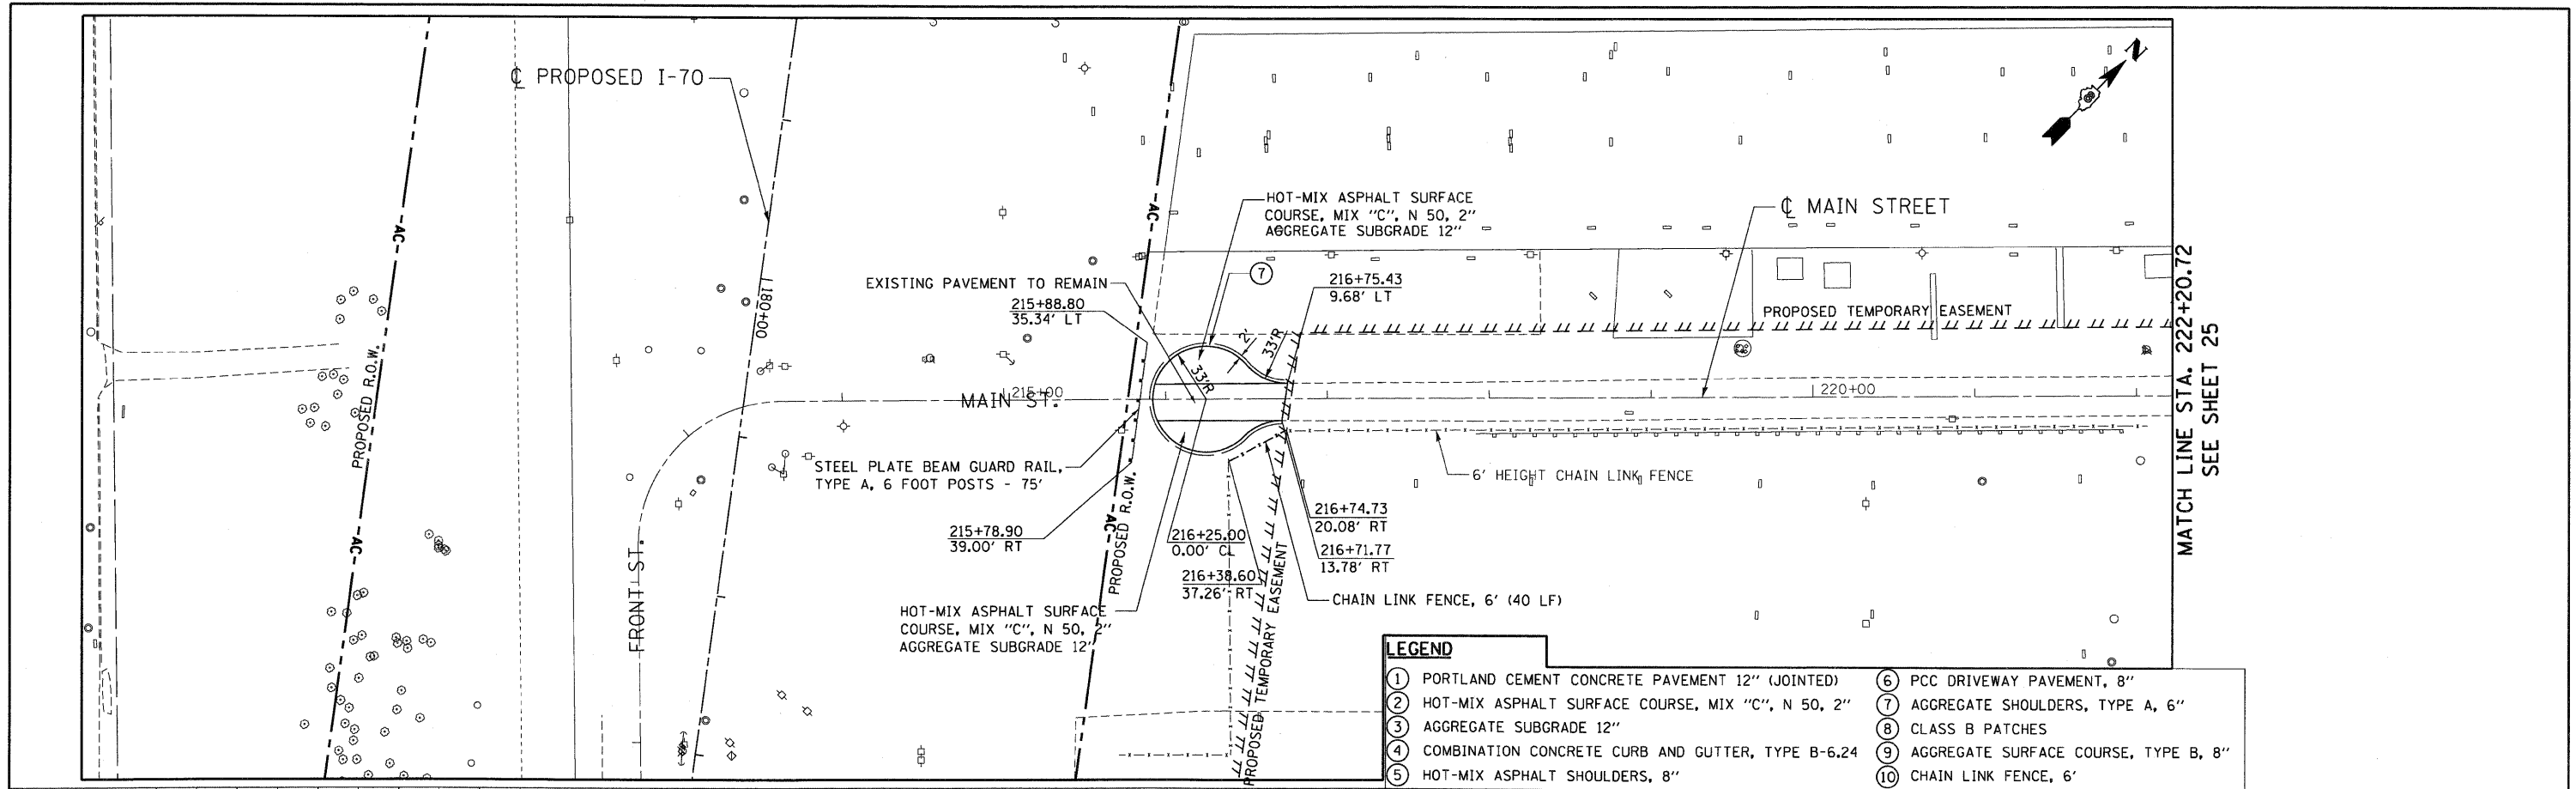 ℄ PROPOSED I-70
N
HOT-MIX ASPHALT SURFACE
COURSE, MIX "C", N 50, 2"
AGGREGATE SUBGRADE 12"
℄ MAIN STREET
7
EXISTING PAVEMENT TO REMAIN
215+88.80
35.34' LT
216+75.43
9.68' LT
PROPOSED TEMPORARY EASEMENT
AC
AC
180+00
2'
33'R
33'R
PROPOSED R.O.W.
MAIN ST.
215+00
220+00
MATCH LINE STA. 222+20.72
SEE SHEET 25
STEEL PLATE BEAM GUARD RAIL,
TYPE A, 6 FOOT POSTS - 75'
6' HEIGHT CHAIN LINK FENCE
215+78.90
39.00' RT
216+25.00
0.00' CL
216+74.73
20.08' RT
216+71.77
13.78' RT
216+38.60
37.26' RT
AC
AC
PROPOSED R.O.W.
FRONT ST.
PROPOSED TEMPORARY EASEMENT
CHAIN LINK FENCE, 6' (40 LF)
HOT-MIX ASPHALT SURFACE
COURSE, MIX "C", N 50, 2"
AGGREGATE SUBGRADE 12"
LEGEND
1 PORTLAND CEMENT CONCRETE PAVEMENT 12" (JOINTED)
2 HOT-MIX ASPHALT SURFACE COURSE, MIX "C", N 50, 2"
3 AGGREGATE SUBGRADE 12"
4 COMBINATION CONCRETE CURB AND GUTTER, TYPE B-6.24
5 HOT-MIX ASPHALT SHOULDERS, 8"
6 PCC DRIVEWAY PAVEMENT, 8"
7 AGGREGATE SHOULDERS, TYPE A, 6"
8 CLASS B PATCHES
9 AGGREGATE SURFACE COURSE, TYPE B, 8"
10 CHAIN LINK FENCE, 6'